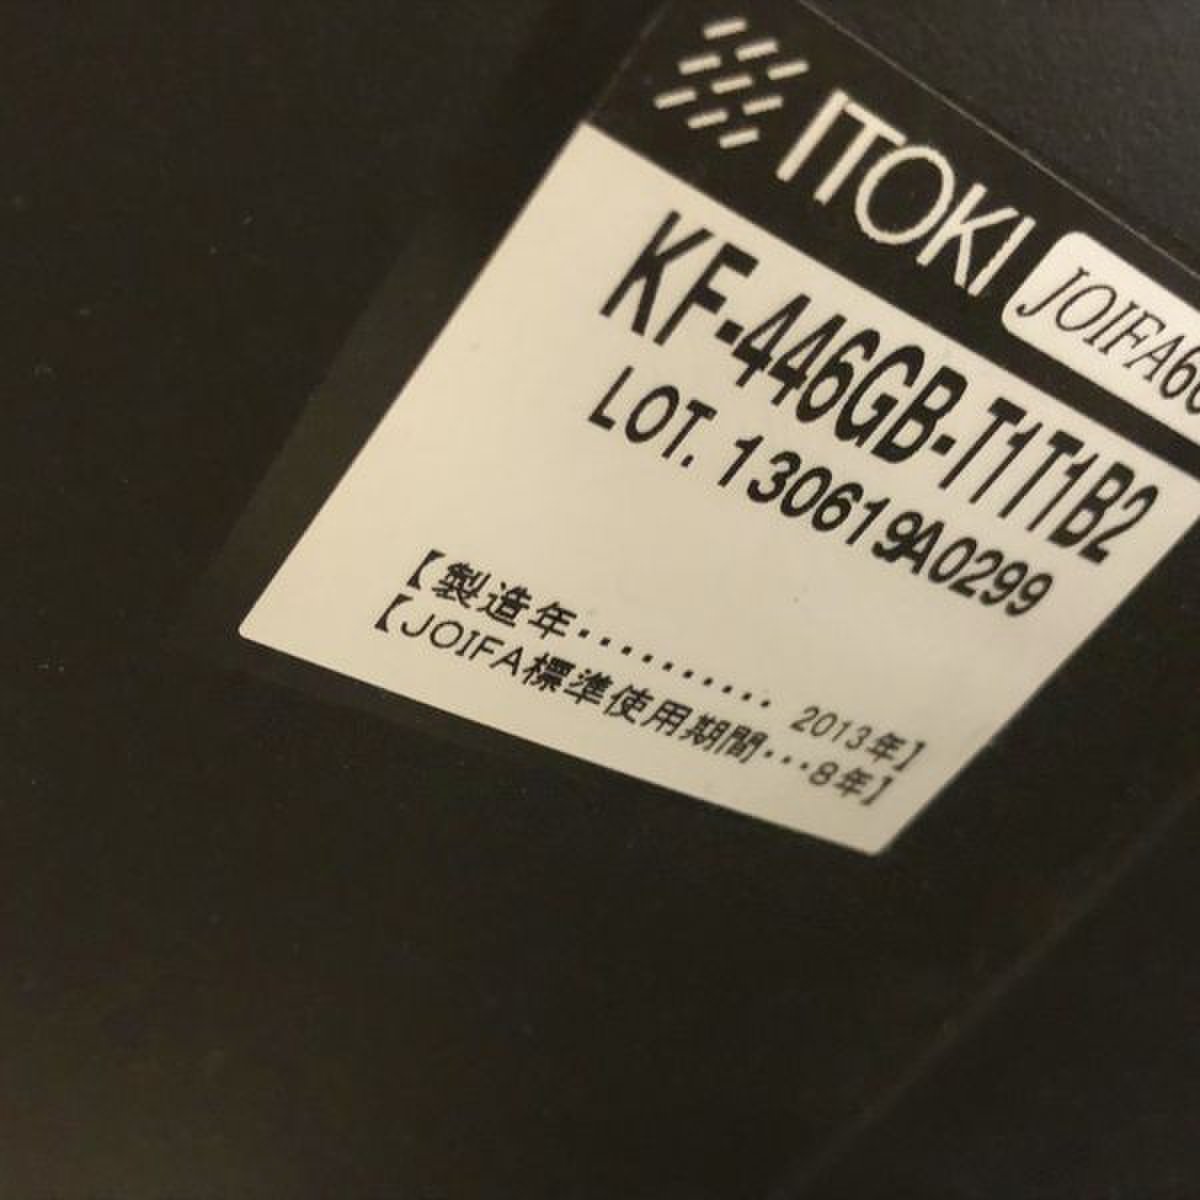 ITOKI JOIFA60
KF-446GB-T1T1B2
LOT. 130619A0299
【製造年・・・・・・・・・・ 2013年】
【JOIFA標準使用期間・・・8年】